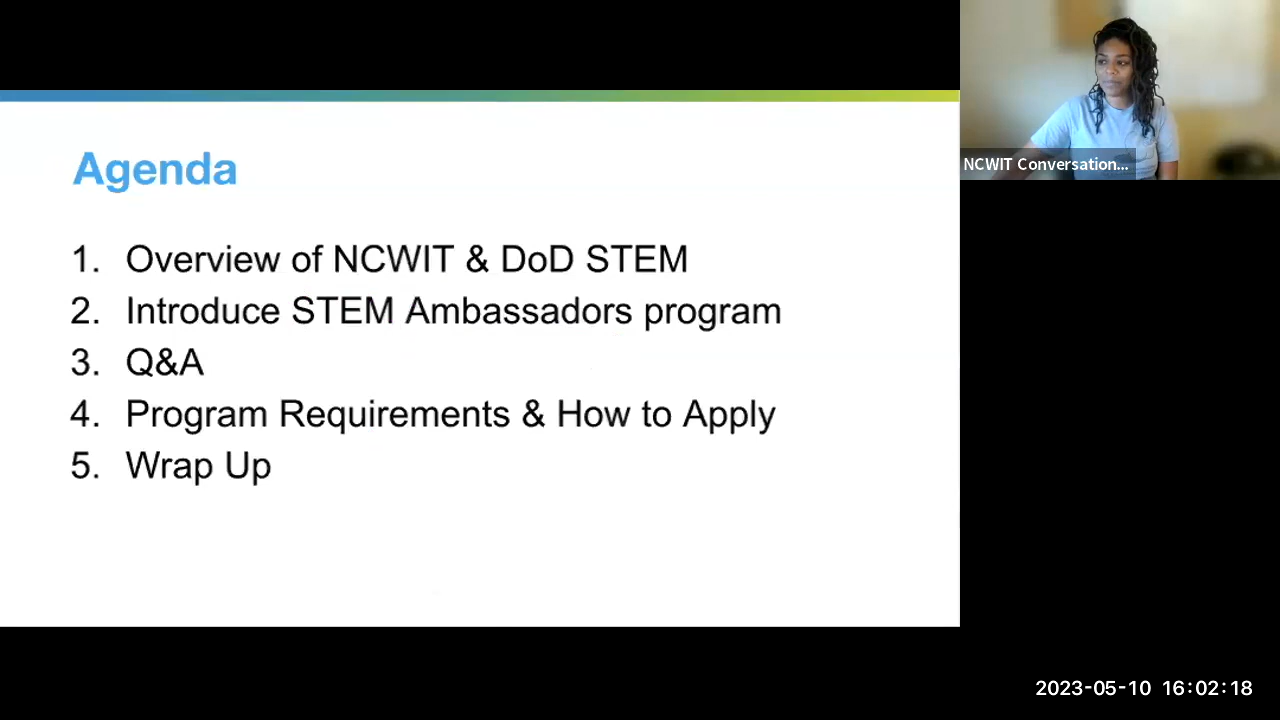 Agenda
1. Overview of NCWIT & DoD STEM
2. Introduce STEM Ambassadors program
3. Q&A
4. Program Requirements & How to Apply
5. Wrap Up
NCWIT Conversation...
2023-05-10 16:02:18